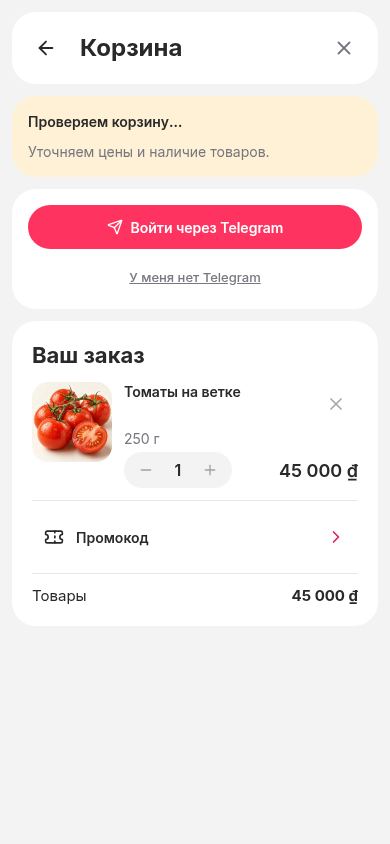 Корзина
Проверяем корзину...
Уточняем цены и наличие товаров.
Войти через Telegram
У меня нет Telegram
Ваш заказ
Томаты на ветке
250 г
1
45 000 ₫
Промокод
Товары
45 000 ₫